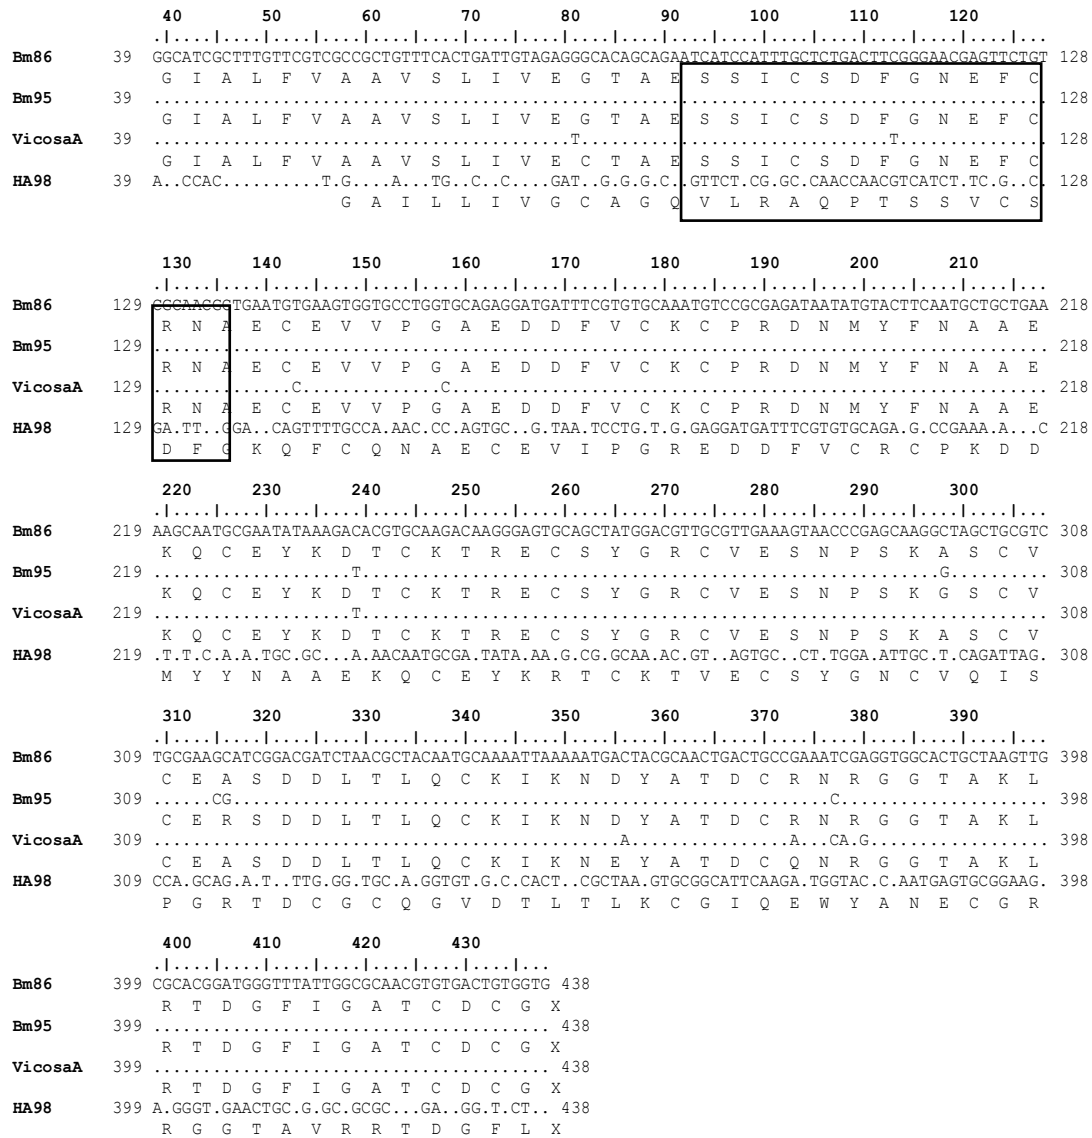 40 50 60 70 80 90 100 110 120
.|....|....|....|....|....|....|....|....|....|....|....|....|....|....|....|....|....|..
Bm86 39 GGCATCGCTTTGTTCGTCGCCGCTGTTTCACTGATTGTAGAGGGCACAGCAGAATCATCCATTTGCTCTGACTTCGGGAACGAGTTCTGT 128
G I A L F V A A V S L I V E G T A E S S I C S D F G N E F C
Bm95 39 .......................................................................................... 128
G I A L F V A A V S L I V E G T A E S S I C S D F G N E F C
VicosaA 39 ..........................................T...............................T............... 128
G I A L F V A A V S L I V E C T A E S S I C S D F G N E F C
HA98 39 A..CCAC..........T.G....A...TG..C..C....GAT..G.G.G.C..GTTCT.CG.GC.CAACCAACGTCATCT.TC.G..C. 128
G A I L L I V G C A G Q V L R A Q P T S S V C S
130 140 150 160 170 180 190 200 210
.|....|....|....|....|....|....|....|....|....|....|....|....|....|....|....|....|....|..
Bm86 129 CGCAACGGTGAATGTGAAGTGGTGCCTGGTGCAGAGGATGATTTCGTGTGCAAATGTCCGCGAGATAATATGTACTTCAATGCTGCTGAA 218
R N A E C E V V P G A E D D F V C K C P R D N M Y F N A A E
Bm95 129 .......................................................................................... 218
R N A E C E V V P G A E D D F V C K C P R D N M Y F N A A E
VicosaA 129 ..............C..............C............................................................ 218
R N A E C E V V P G A E D D F V C K C P R D N M Y F N A A E
HA98 129 GA.TT..GGA..CAGTTTTGCCA.AAC.CC.AGTGC..G.TAA.TCCTG.T.G.GAGGATGATTTCGTGTGCAGA.G.CCGAAA.A...C 218
D F G K Q F C Q N A E C E V I P G R E D D F V C R C P K D D
220 230 240 250 260 270 280 290 300
.|....|....|....|....|....|....|....|....|....|....|....|....|....|....|....|....|....|..
Bm86 219 AAGCAATGCGAATATAAAGACACGTGCAAGACAAGGGAGTGCAGCTATGGACGTTGCGTTGAAAGTAACCCGAGCAAGGCTAGCTGCGTC 308
K Q C E Y K D T C K T R E C S Y G R C V E S N P S K A S C V
Bm95 219 ....................T..........................................................G.......... 308
K Q C E Y K D T C K T R E C S Y G R C V E S N P S K G S C V
VicosaA 219 ....................T..................................................................... 308
K Q C E Y K D T C K T R E C S Y G R C V E S N P S K A S C V
HA98 219 .T.T.C.A.A.TGC.GC...A.AACAATGCGA.TATA.AA.G.CG.GCAA.AC.GT..AGTGC..CT.TGGA.ATTGC.T.CAGATTAG. 308
M Y Y N A A E K Q C E Y K R T C K T V E C S Y G N C V Q I S
310 320 330 340 350 360 370 380 390
.|....|....|....|....|....|....|....|....|....|....|....|....|....|....|....|....|....|..
Bm86 309 TGCGAAGCATCGGACGATCTAACGCTACAATGCAAAATTAAAAATGACTACGCAACTGACTGCCGAAATCGAGGTGGCACTGCTAAGTTG 398
C E A S D D L T L Q C K I K N D Y A T D C R N R G G T A K L
Bm95 309 ......CG.............................................................C.................... 398
C E R S D D L T L Q C K I K N D Y A T D C R N R G G T A K L
VicosaA 309 ...............................................A................A...CA.G.................. 398
C E A S D D L T L Q C K I K N E Y A T D C Q N R G G T A K L
HA98 309 CCA.GCAG.A.T..TTG.GG.TGC.A.GGTGT.G.C.CACT..CGCTAA.GTGCGGCATTCAAGA.TGGTAC.C.AATGAGTGCGGAAG. 398
P G R T D C G C Q G V D T L T L K C G I Q E W Y A N E C G R
400 410 420 430
.|....|....|....|....|....|....|....|...
Bm86 399 CGCACGGATGGGTTTATTGGCGCAACGTGTGACTGTGGTG 438
R T D G F I G A T C D C G X
Bm95 399 ........................................ 438
R T D G F I G A T C D C G X
VicosaA 399 ........................................ 438
R T D G F I G A T C D C G X
HA98 399 A.GGGT.GAACTGC.G.GC.GCGC...GA..GG.T.CT.. 438
R G G T A V R R T D G F L X